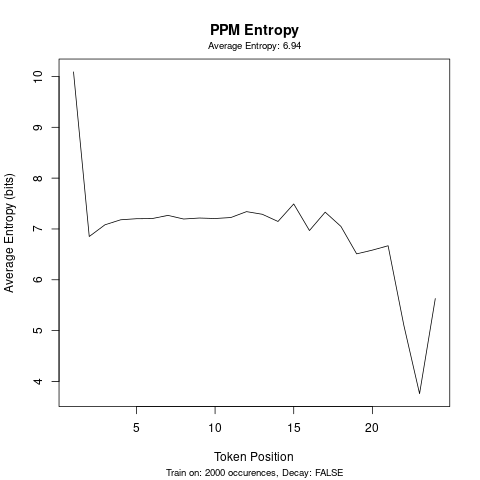 PPM Entropy
Average Entropy: 6.94
10
9
8
7
6
5
4
Average Entropy (bits)
5 10 15 20
Token Position
Train on: 2000 occurences, Decay: FALSE